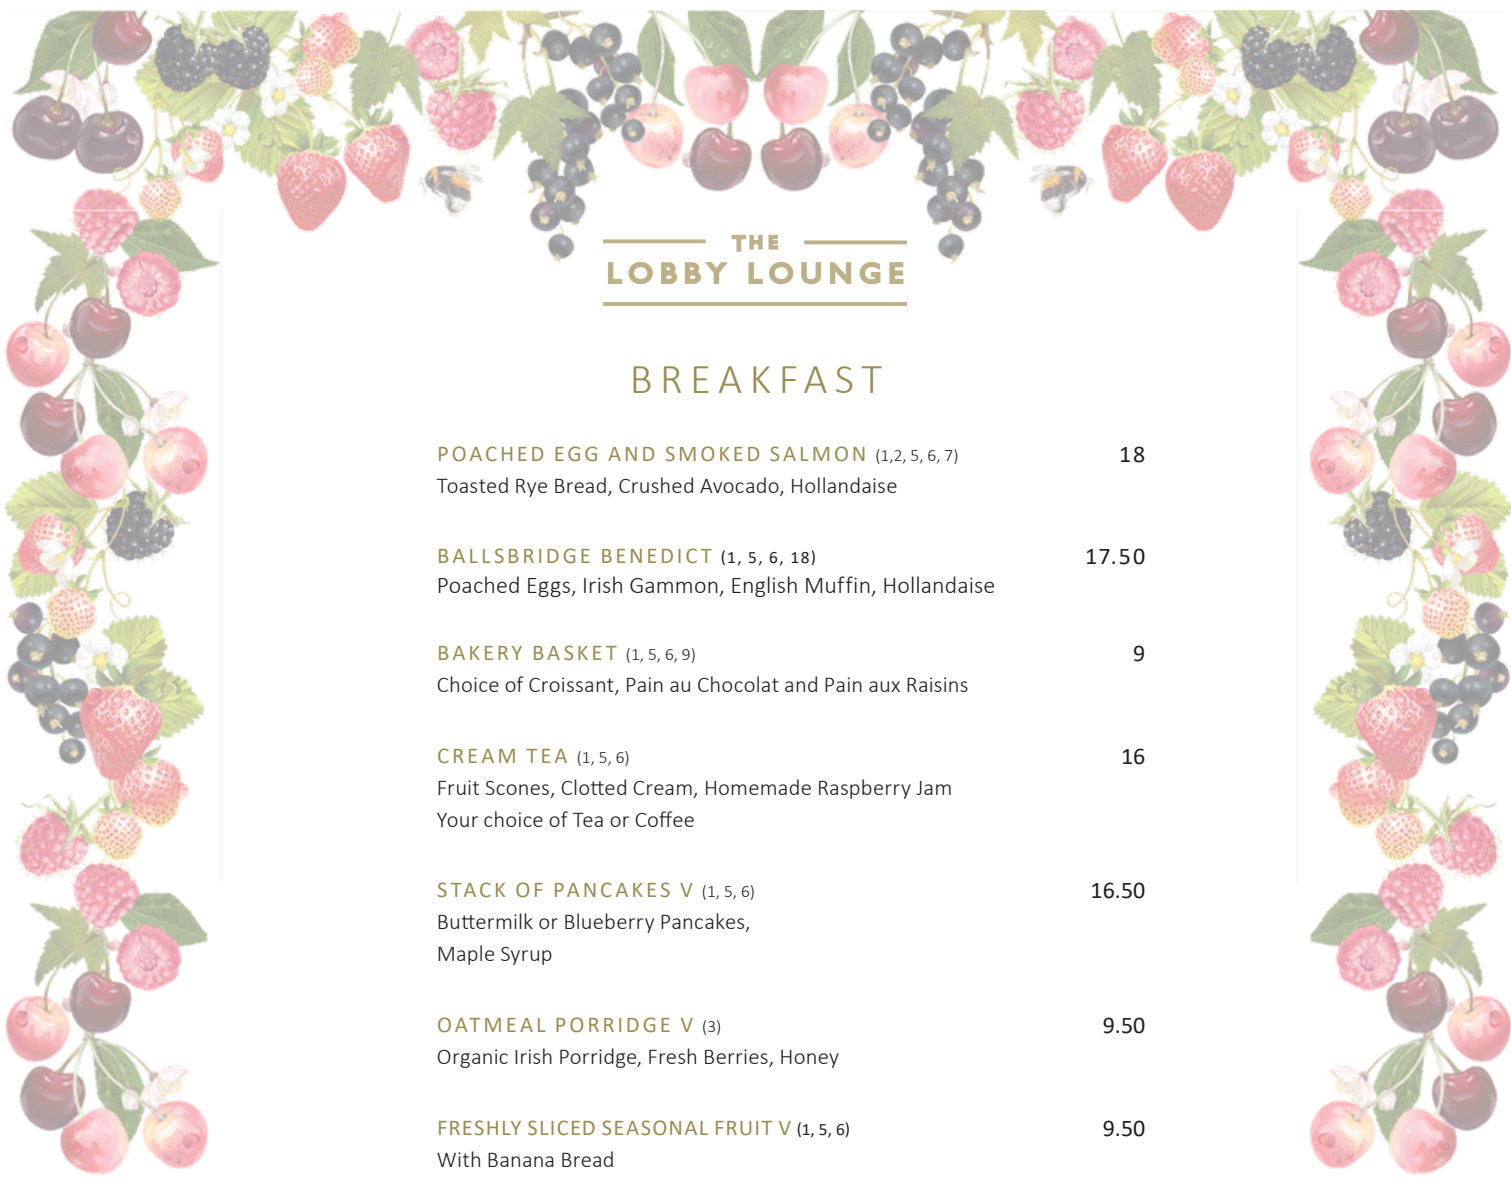 THE
LOBBY LOUNGE
BREAKFAST
POACHED EGG AND SMOKED SALMON (1,2, 5, 6, 7) 18
Toasted Rye Bread, Crushed Avocado, Hollandaise
BALLSBRIDGE BENEDICT (1, 5, 6, 18) 17.50
Poached Eggs, Irish Gammon, English Muffin, Hollandaise
BAKERY BASKET (1, 5, 6, 9) 9
Choice of Croissant, Pain au Chocolat and Pain aux Raisins
CREAM TEA (1, 5, 6) 16
Fruit Scones, Clotted Cream, Homemade Raspberry Jam
Your choice of Tea or Coffee
STACK OF PANCAKES V (1, 5, 6) 16.50
Buttermilk or Blueberry Pancakes,
Maple Syrup
OATMEAL PORRIDGE V (3) 9.50
Organic Irish Porridge, Fresh Berries, Honey
FRESHLY SLICED SEASONAL FRUIT V (1, 5, 6) 9.50
With Banana Bread